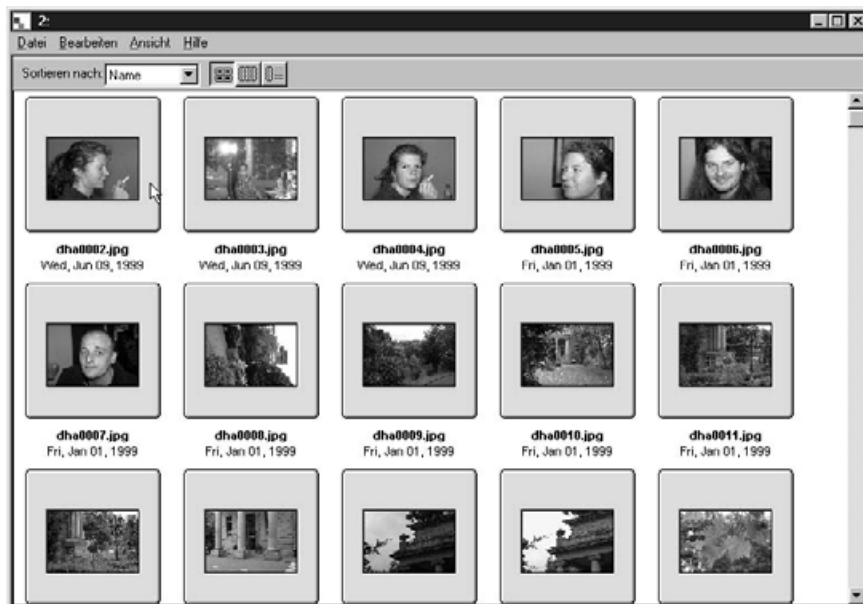 2:
Datei Bearbeiten Ansicht Hilfe
Sortieren nach: Name
dha0002.jpg dha0003.jpg dha0004.jpg dha0005.jpg dha0006.jpg
Wed, Jun 09, 1999 Wed, Jun 09, 1999 Wed, Jun 09, 1999 Fri, Jan 01, 1999 Fri, Jan 01, 1999
dha0007.jpg dha0008.jpg dha0009.jpg dha0010.jpg dha0011.jpg
Fri, Jan 01, 1999 Fri, Jan 01, 1999 Fri, Jan 01, 1999 Fri, Jan 01, 1999 Fri, Jan 01, 1999